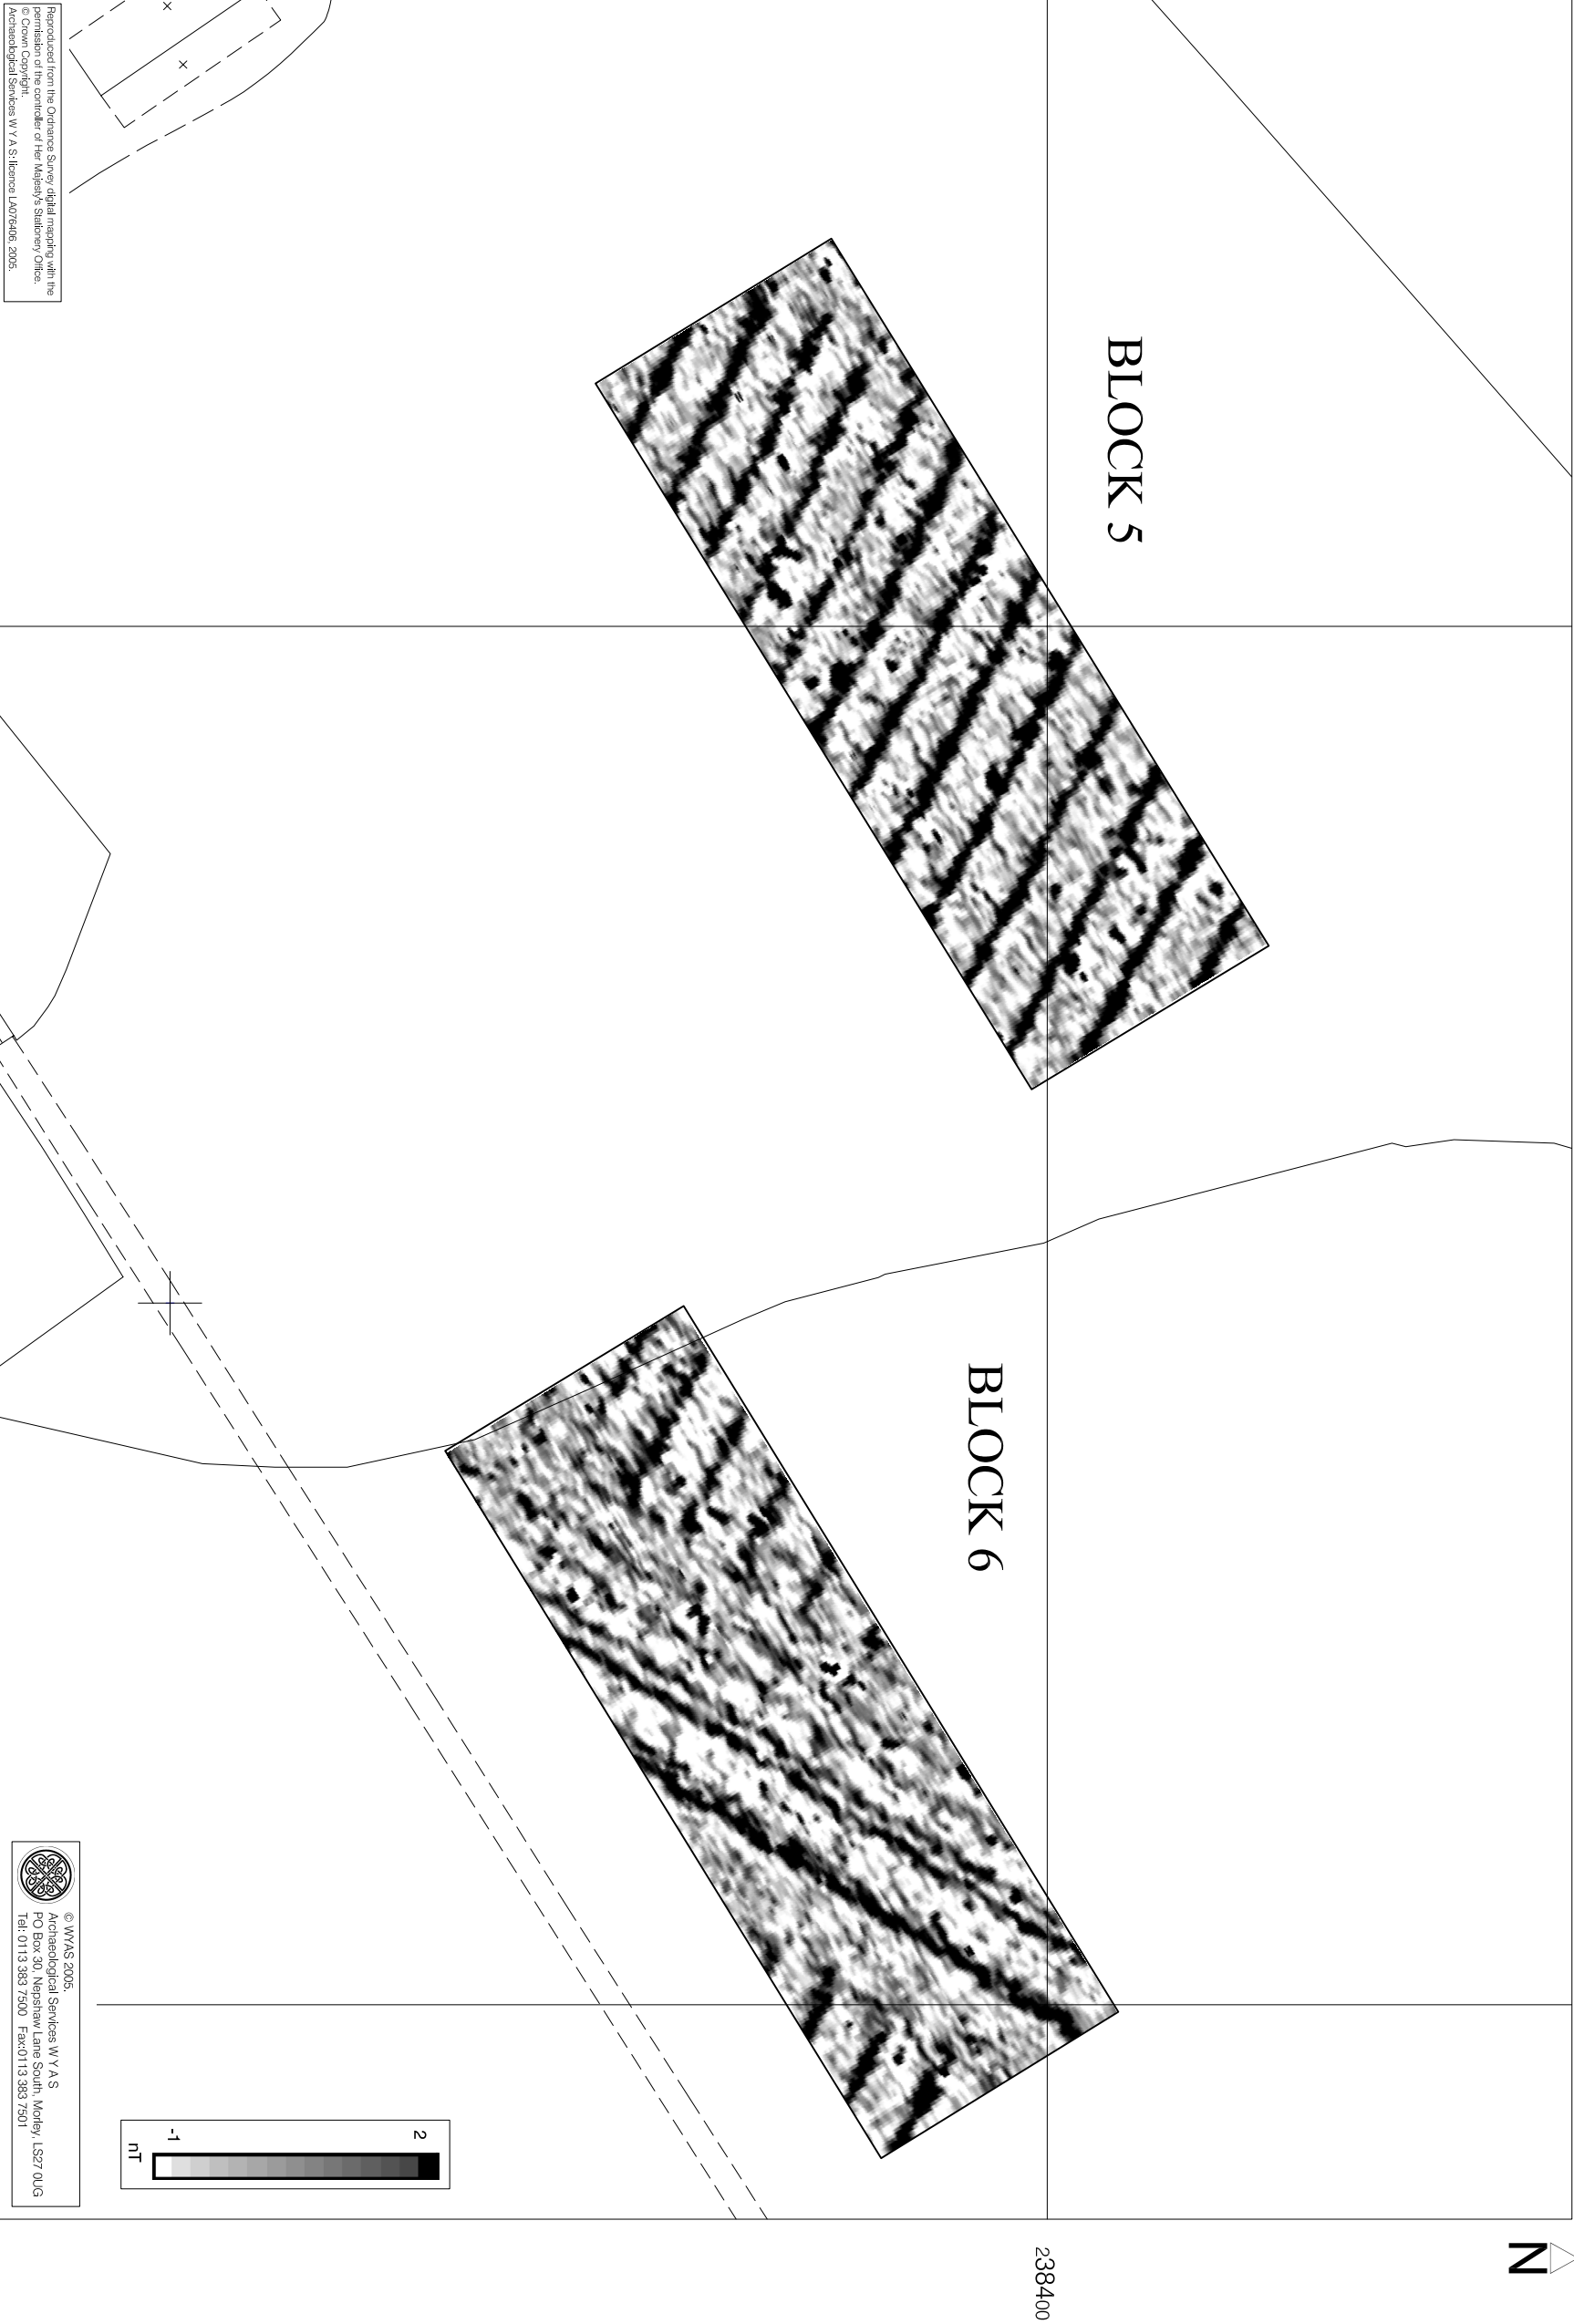 BLOCK 5
BLOCK 6
Reproduced from the Ordnance Survey digital mapping with the
permission of the controller of Her Majesty's Stationery Office.
© Crown Copyright.
Archaeological Services W Y A S: licence LA076406, 2005.
© WYAS 2005.
Archaeological Services W Y A S
PO Box 30, Nepshaw Lane South, Morley, LS27 0UG
Tel: 0113 383 7500 Fax:0113 383 7501
-1
2
nT
238400
N